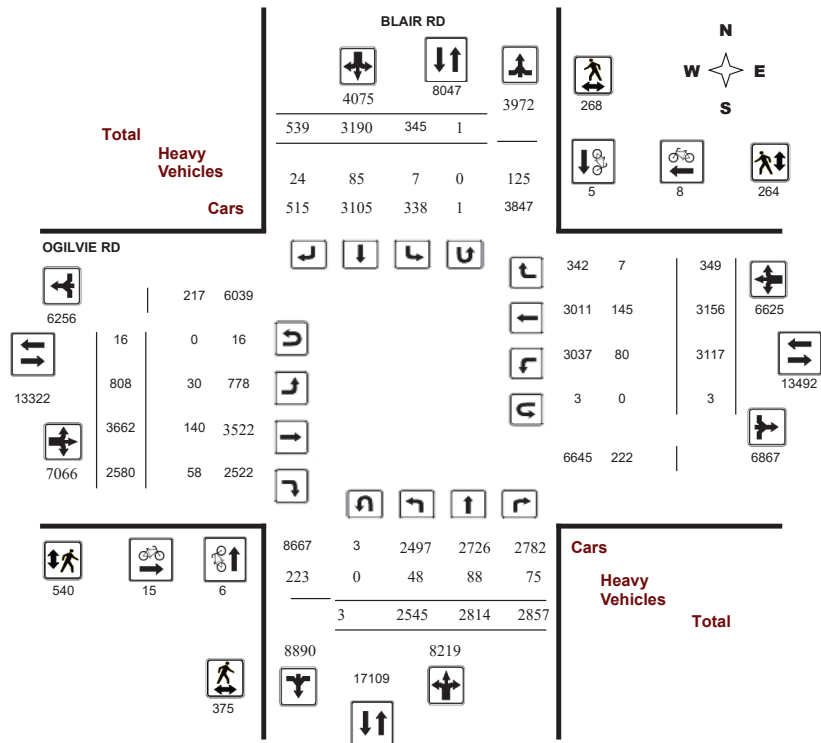 BLAIR RD
N
W E
S
4075
8047
3972
268
Total
539 3190 345 1
Heavy
Vehicles
24 85 7 0 125
5 8 264
Cars
515 3105 338 1 3847
OGILVIE RD
6256
217 6039
342 7 349
6625
16 0 16
3011 145 3156
13322
808 30 778
3037 80 3117
13492
3662 140 3522
3 0 3
7066
2580 58 2522
6645 222
6867
8667 3 2497 2726 2782
Cars
540 15 6
223 0 48 88 75
Heavy
Vehicles
3 2545 2814 2857
Total
8890
8219
17109
375